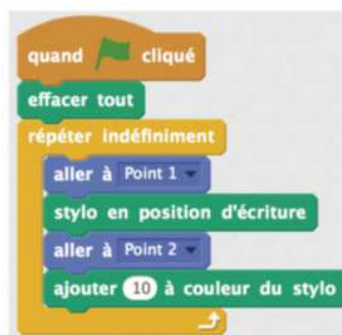 quand cliqué
effacer tout
répéter indéfiniment
aller à Point 1
stylo en position d'écriture
aller à Point 2
ajouter 10 à couleur du stylo